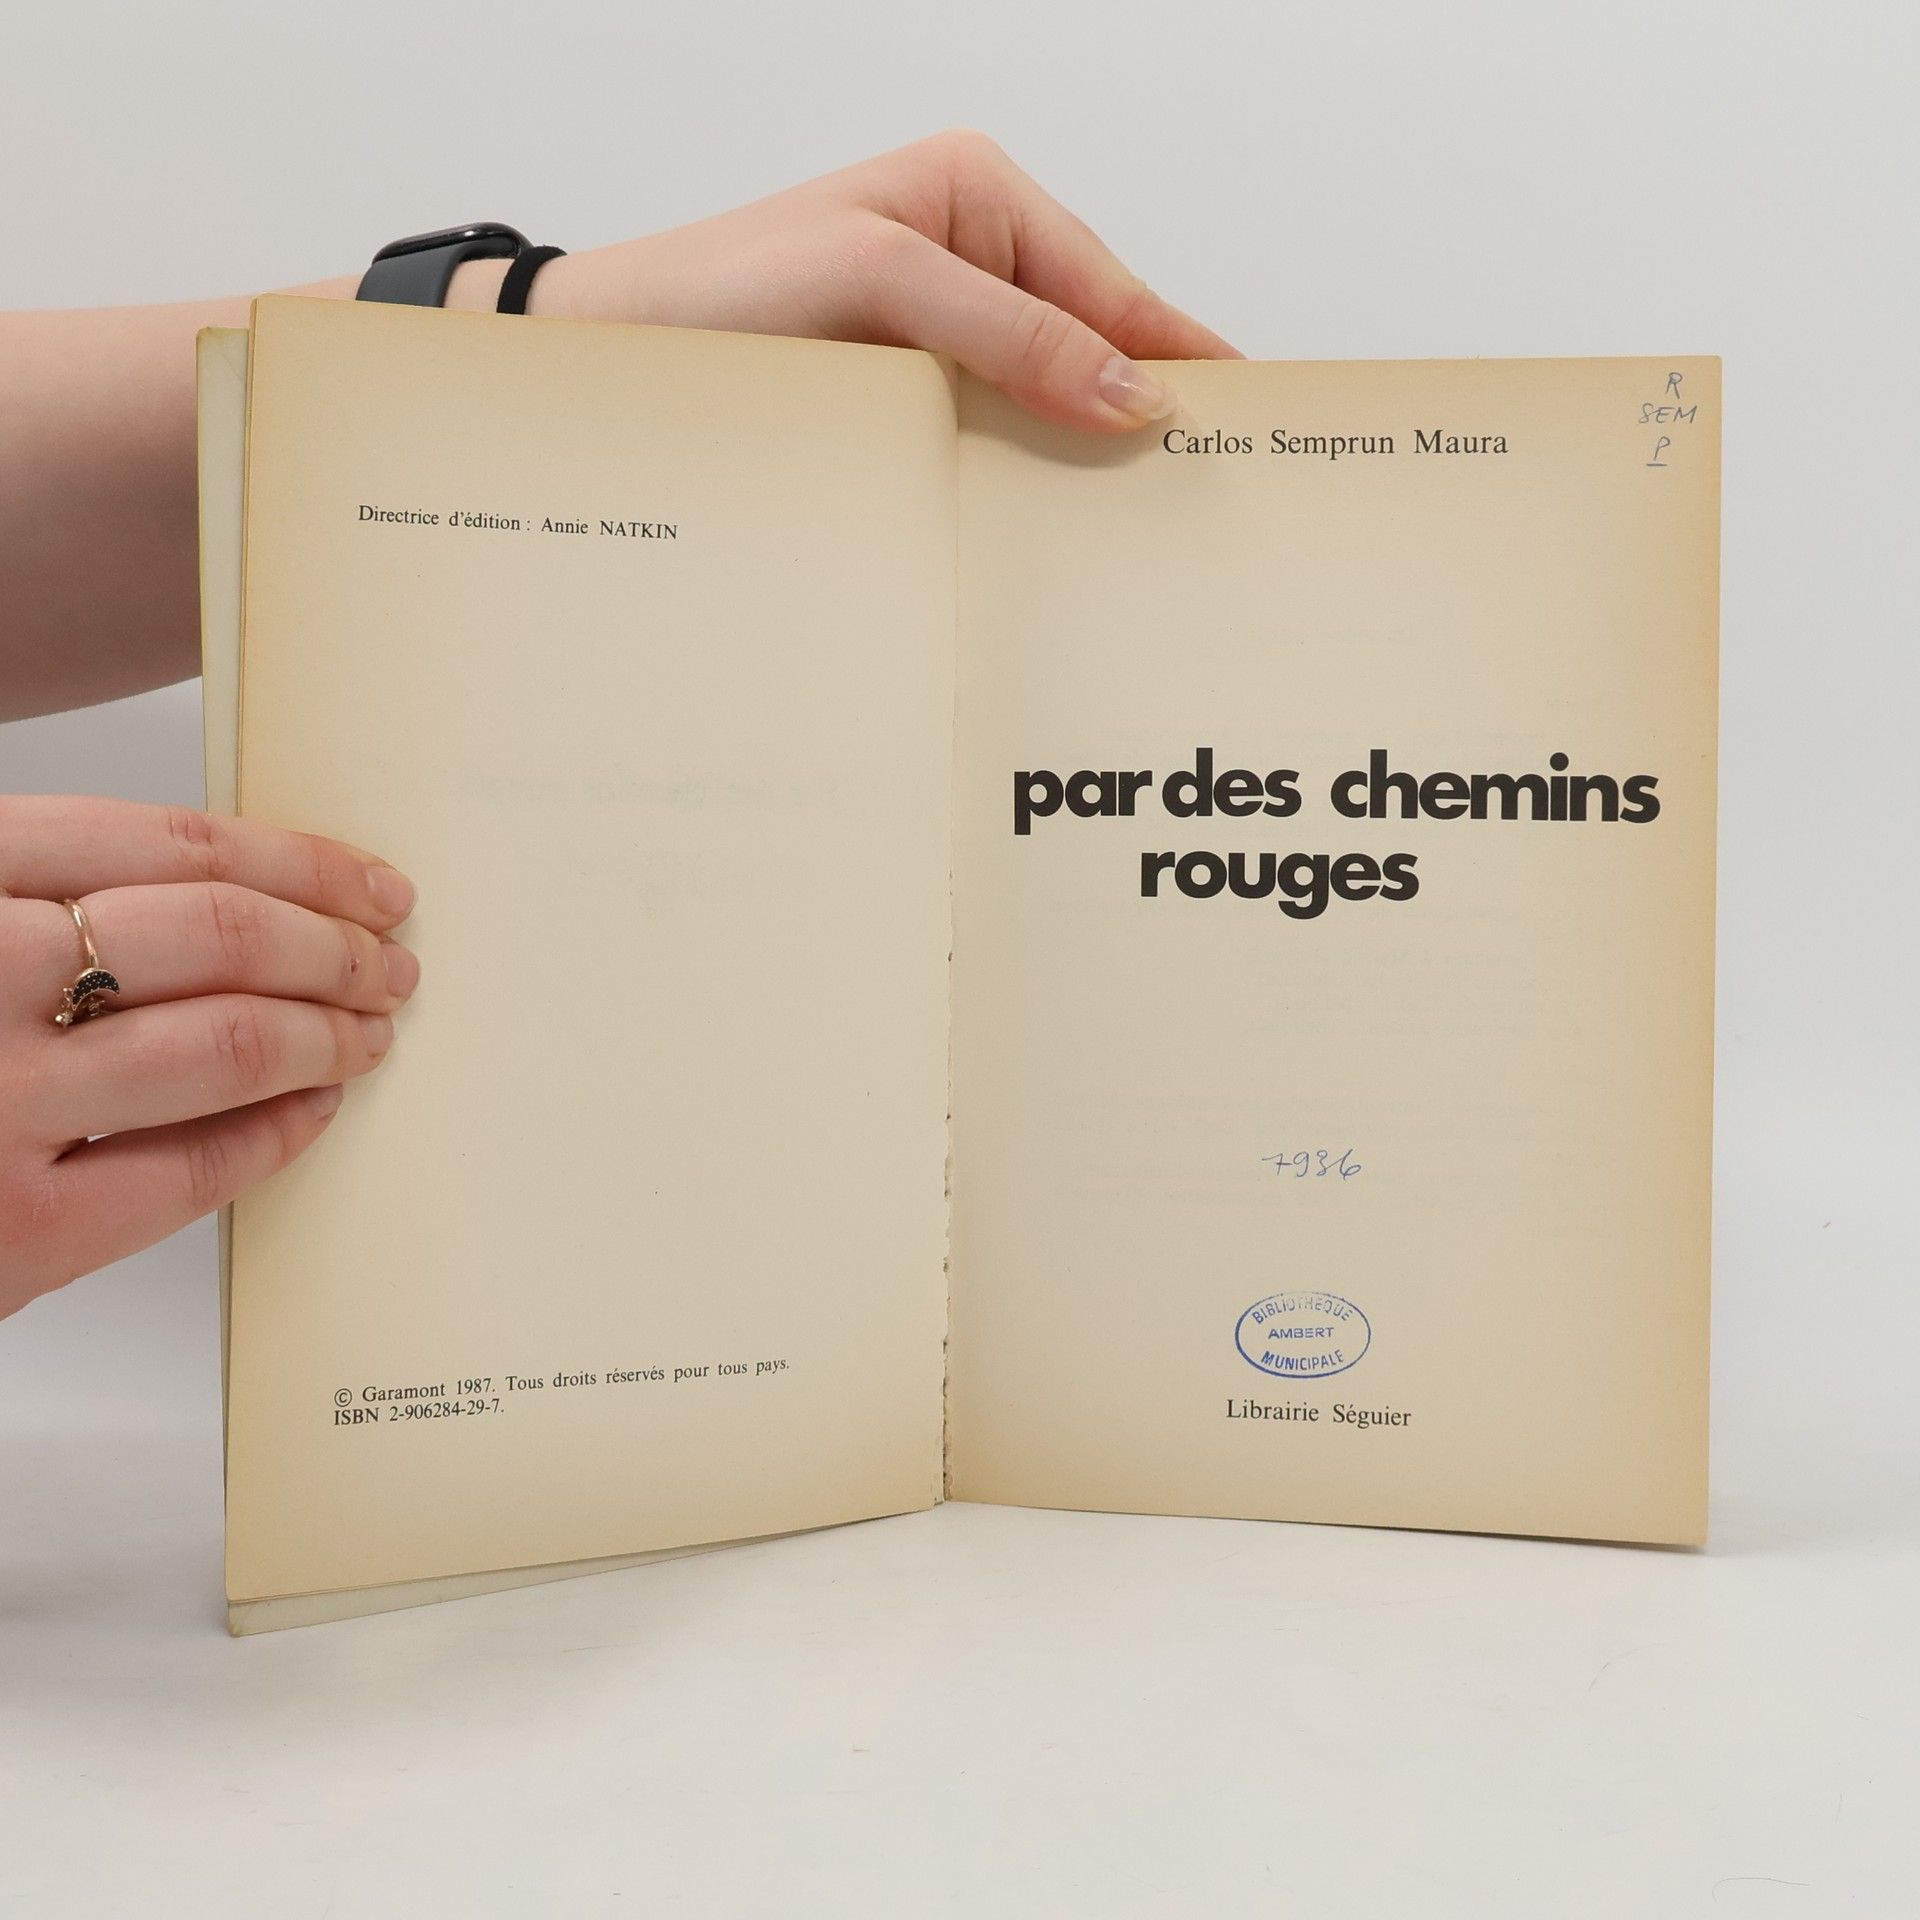 Directrice d'édition : Annie NATKIN
© Garamont 1987. Tous droits réservés pour tous pays.
ISBN 2-906284-29-7.
R
SEM
P
Carlos Semprun Maura
par des chemins
rouges
7936
BIBLIOTHEQUE
AMBERT
MUNICIPALE
Librairie Séguier